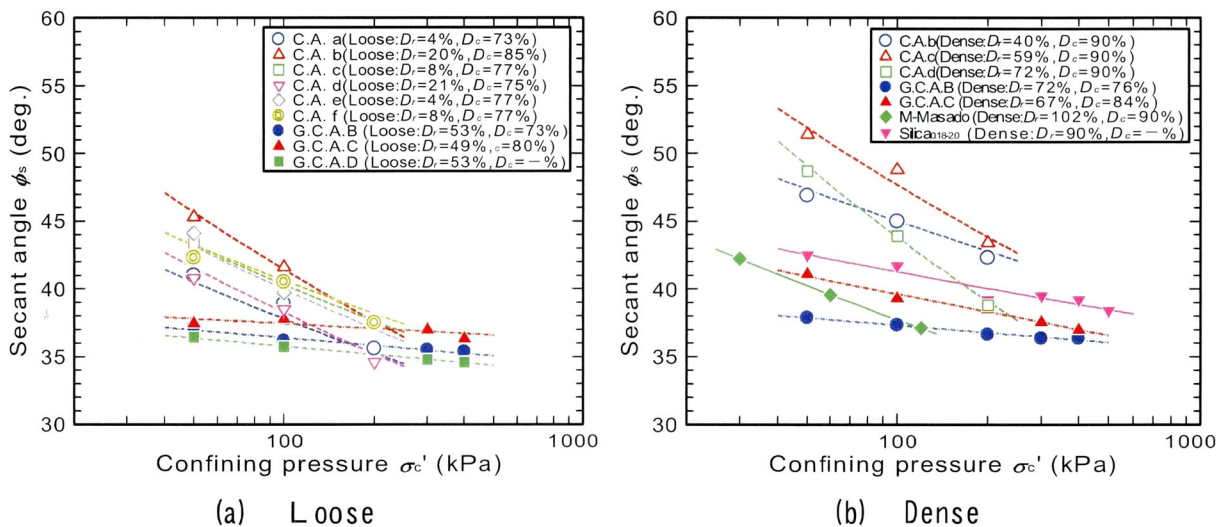 60
55
50
45
40
35
30
Secant angle ϕs (deg.)
C.A. a(Loose:Dr=4%,Dc=73%)
C.A. b(Loose:Dr=20%,Dc=85%)
C.A. c(Loose:Dr=8%,Dc=77%)
C.A. d(Loose:Dr=21%,Dc=75%)
C.A. e(Loose:Dr=4%,Dc=77%)
C.A. f(Loose:Dr=8%,Dc=77%)
G.C.A.B (Loose:Dr=53%,Dc=73%)
G.C.A.C (Loose:Dr=49%,c=80%)
G.C.A.D (Loose:Dr=53%,Dc=−%)
100 1000
Confining pressure σc' (kPa)
(a) Loose
60
55
50
45
40
35
30
Secant angle ϕs (deg.)
C.A.b(Dense:Dr=40%,Dc=90%)
C.A.c(Dense:Dr=59%,Dc=90%)
C.A.d(Dense:Dr=72%,Dc=90%)
G.C.A.B (Dense:Dr=72%,Dc=76%)
G.C.A.C (Dense:Dr=67%,Dc=84%)
M-Masado (Dense:Dr=102%,Dc=90%)
Silica0.18-2.0 (Dense:Dr=90%,Dc=−%)
100 1000
Confining pressure σc' (kPa)
(b) Dense